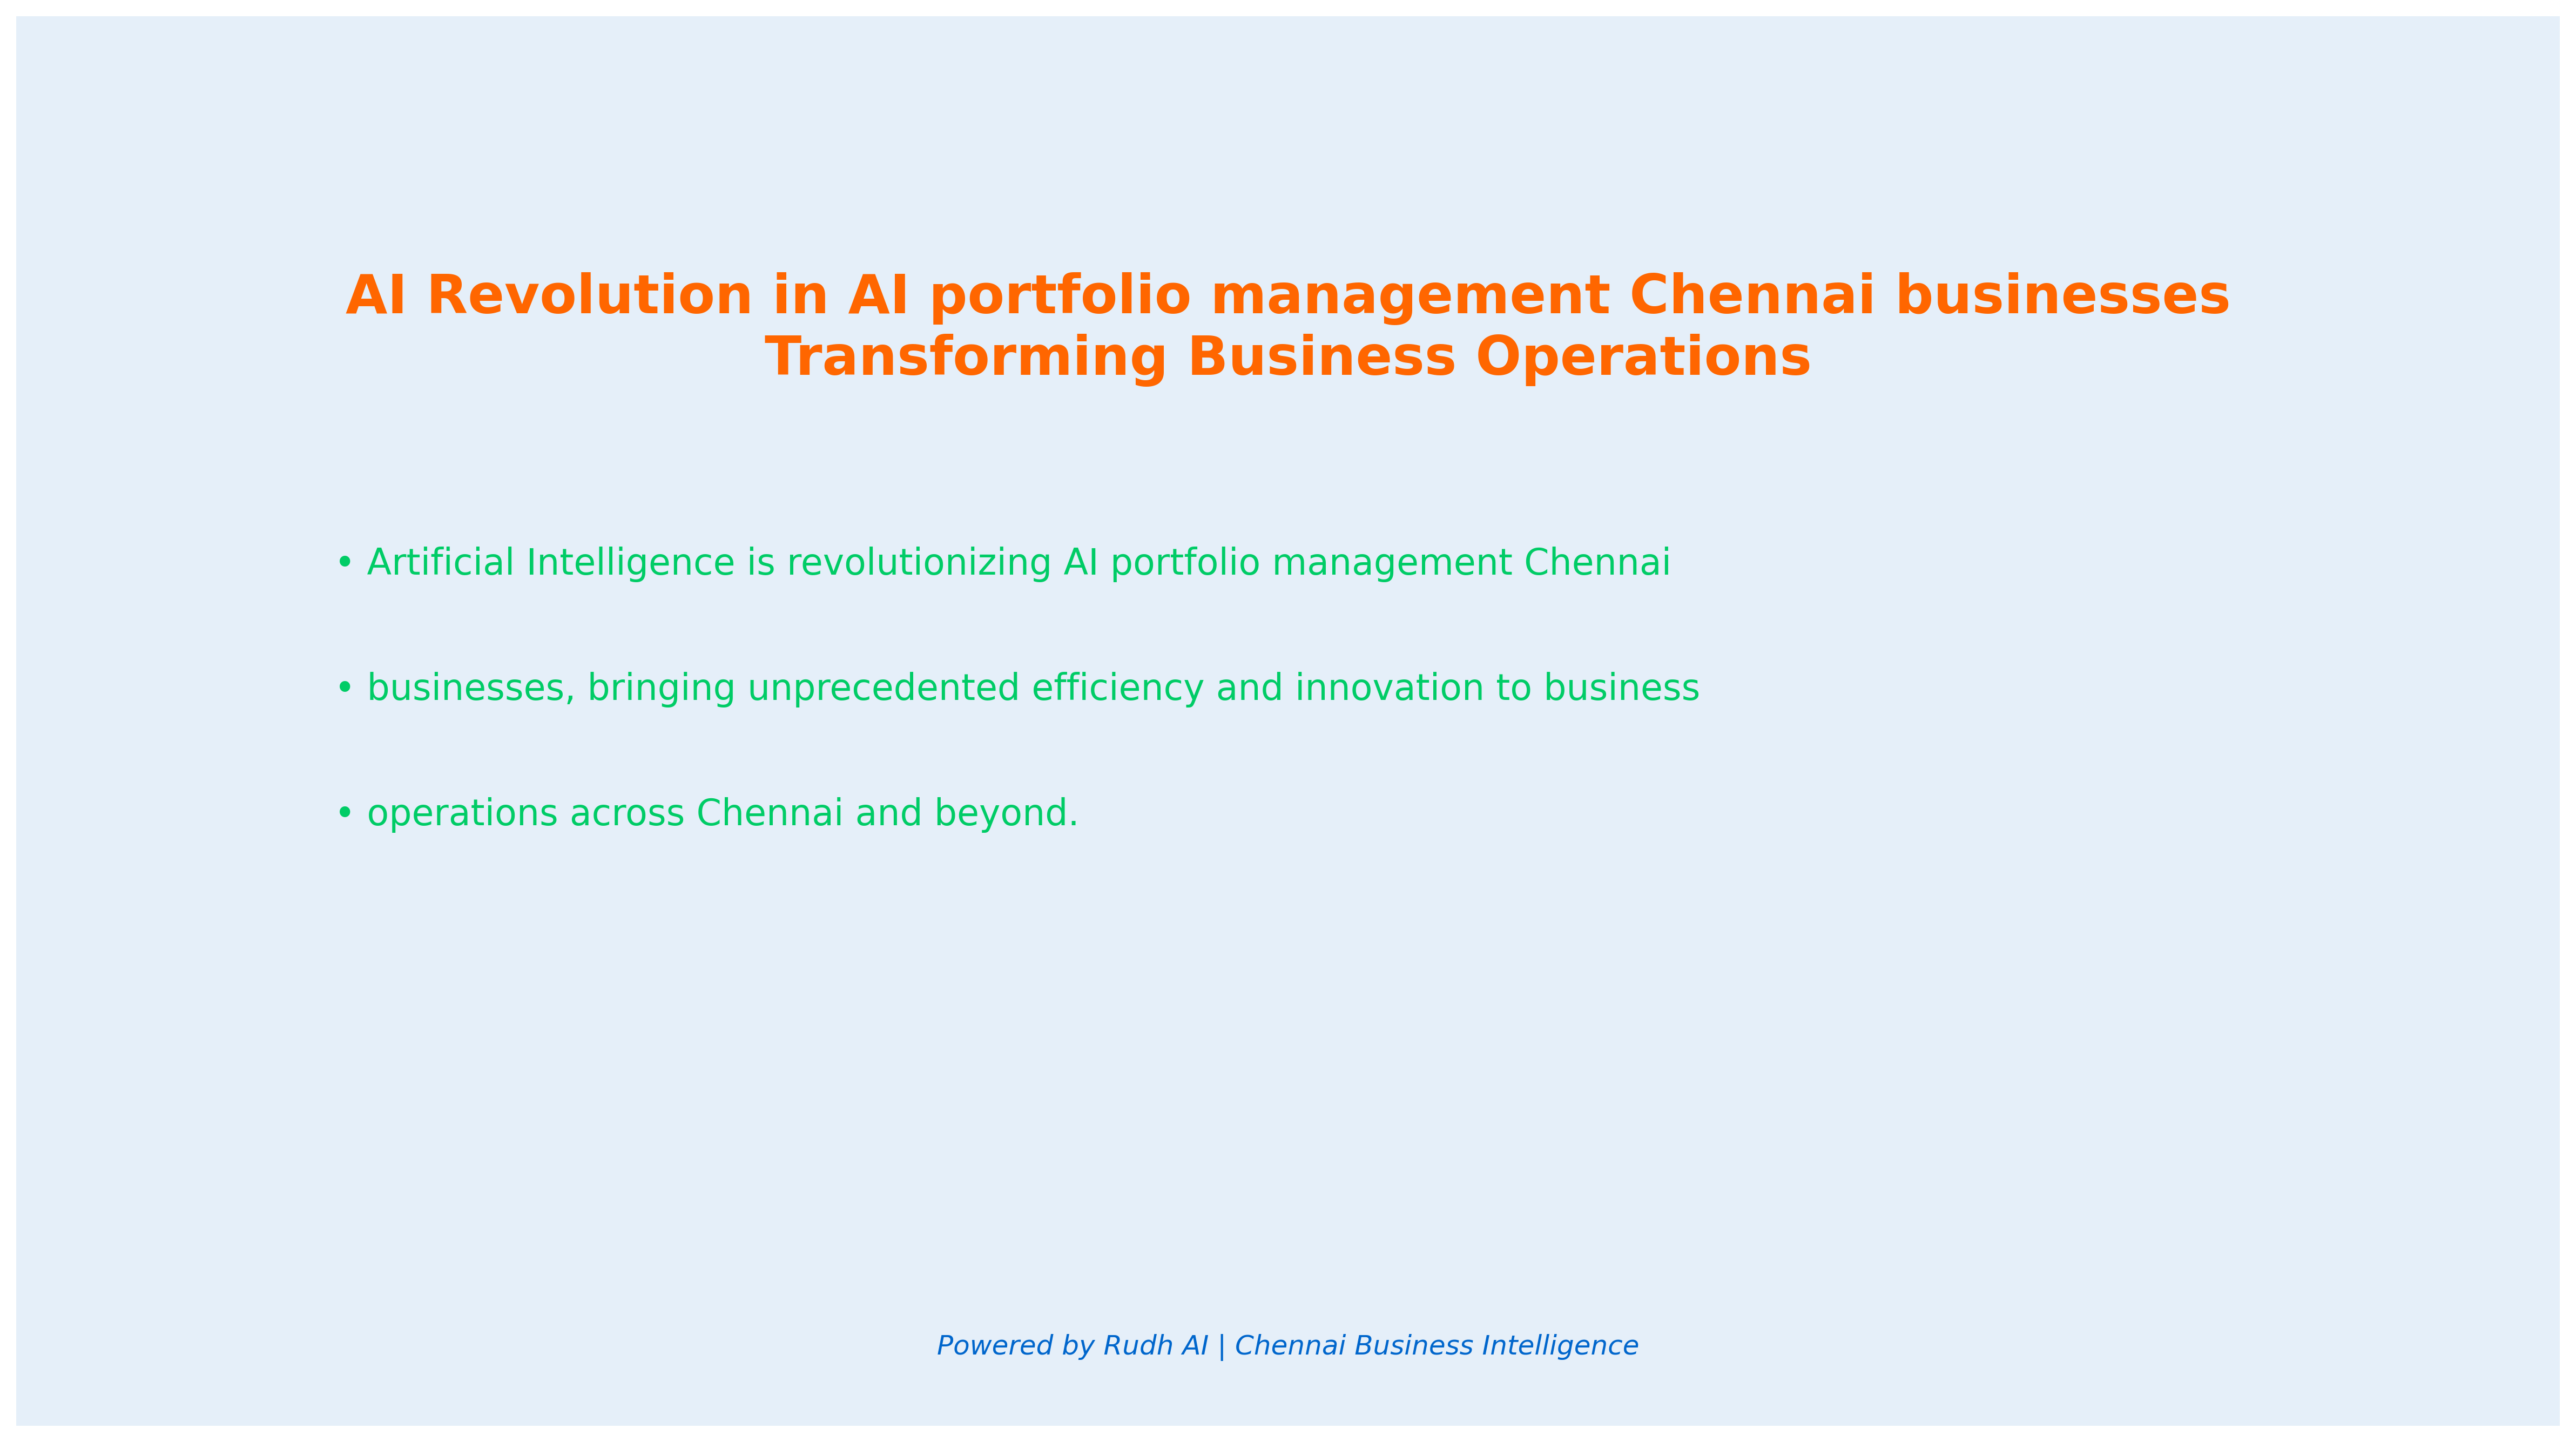 AI Revolution in AI portfolio management Chennai businesses
Transforming Business Operations
• Artificial Intelligence is revolutionizing AI portfolio management Chennai
• businesses, bringing unprecedented efficiency and innovation to business
• operations across Chennai and beyond.
Powered by Rudh AI | Chennai Business Intelligence